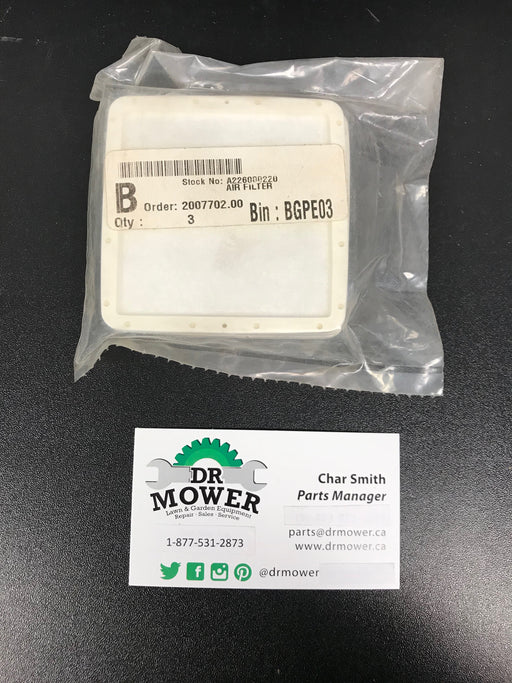 Stock No: A226000220
AIR FILTER
B
Order: 2007702.00
Bin : BGPE03
Qty : 3
DR
MOWER
Lawn & Garden Equipment
Repair · Sales · Service
1-877-531-2873
@drmower
Char Smith
Parts Manager
parts@drmower.ca
www.drmower.ca